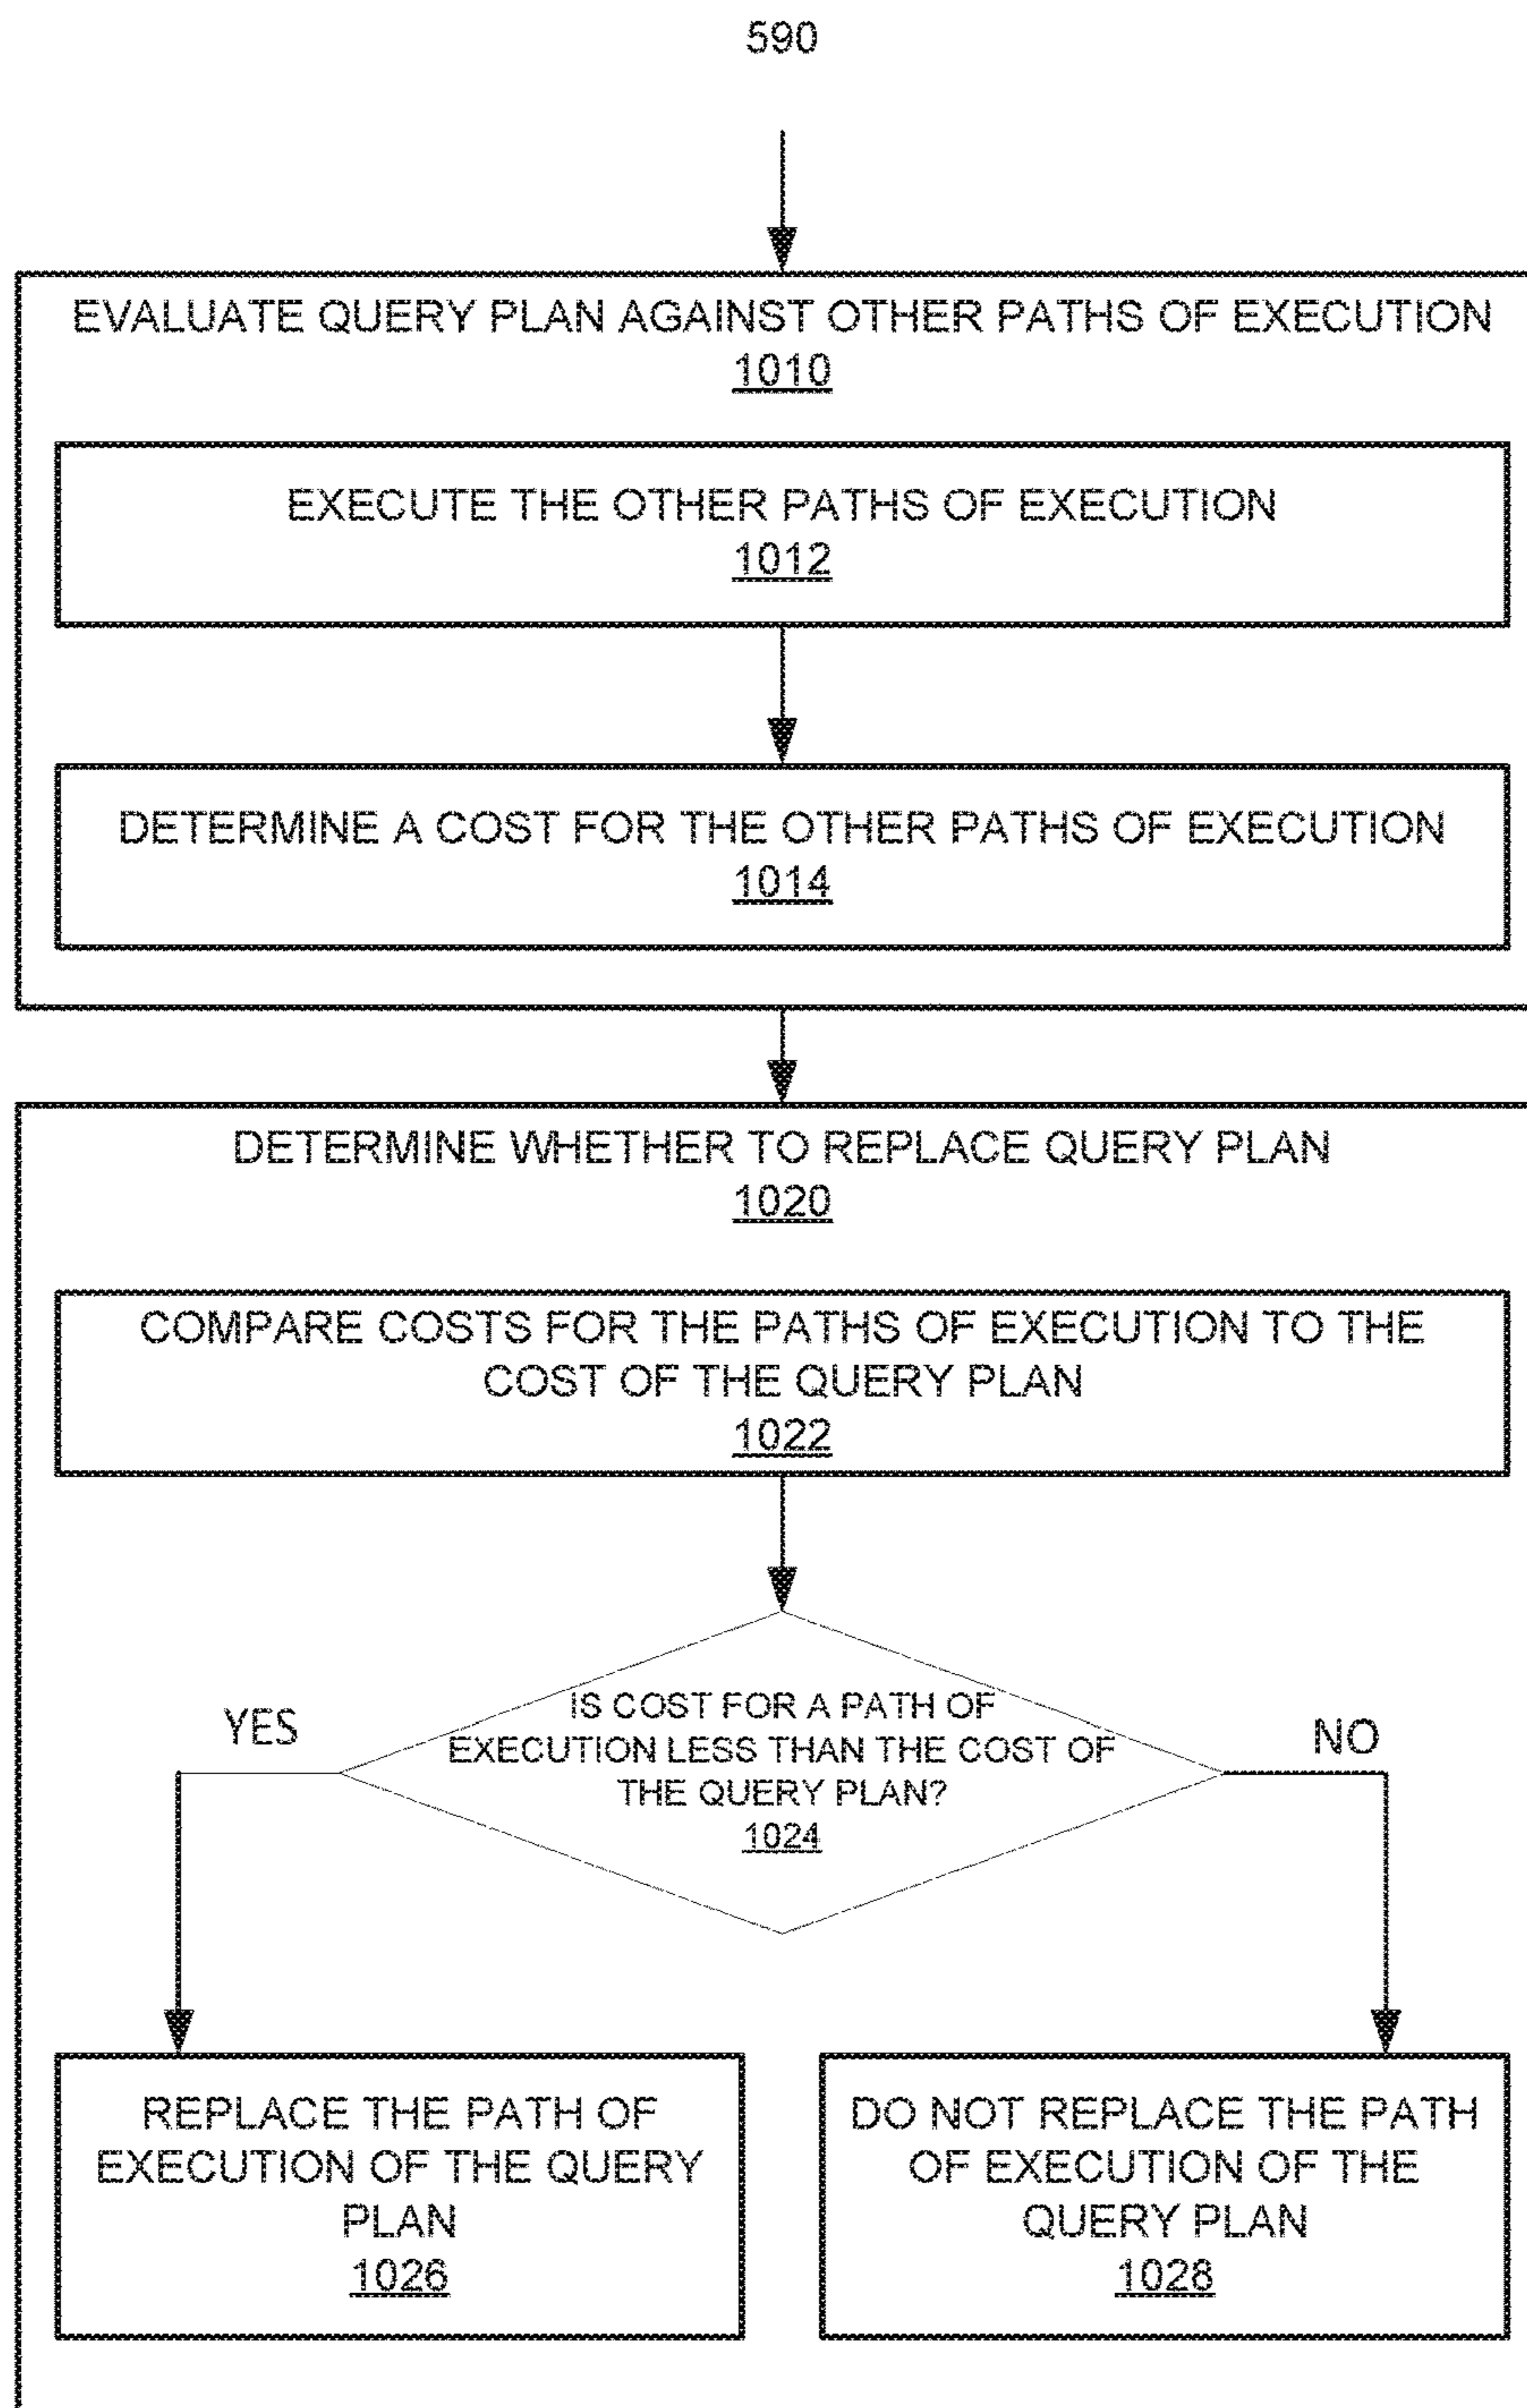 590
EVALUATE QUERY PLAN AGAINST OTHER PATHS OF EXECUTION
1010
EXECUTE THE OTHER PATHS OF EXECUTION
1012
DETERMINE A COST FOR THE OTHER PATHS OF EXECUTION
1014
DETERMINE WHETHER TO REPLACE QUERY PLAN
1020
COMPARE COSTS FOR THE PATHS OF EXECUTION TO THE
COST OF THE QUERY PLAN
1022
IS COST FOR A PATH OF
EXECUTION LESS THAN THE COST OF
THE QUERY PLAN?
1024
YES
NO
REPLACE THE PATH OF
EXECUTION OF THE QUERY
PLAN
1026
DO NOT REPLACE THE PATH
OF EXECUTION OF THE
QUERY PLAN
1028